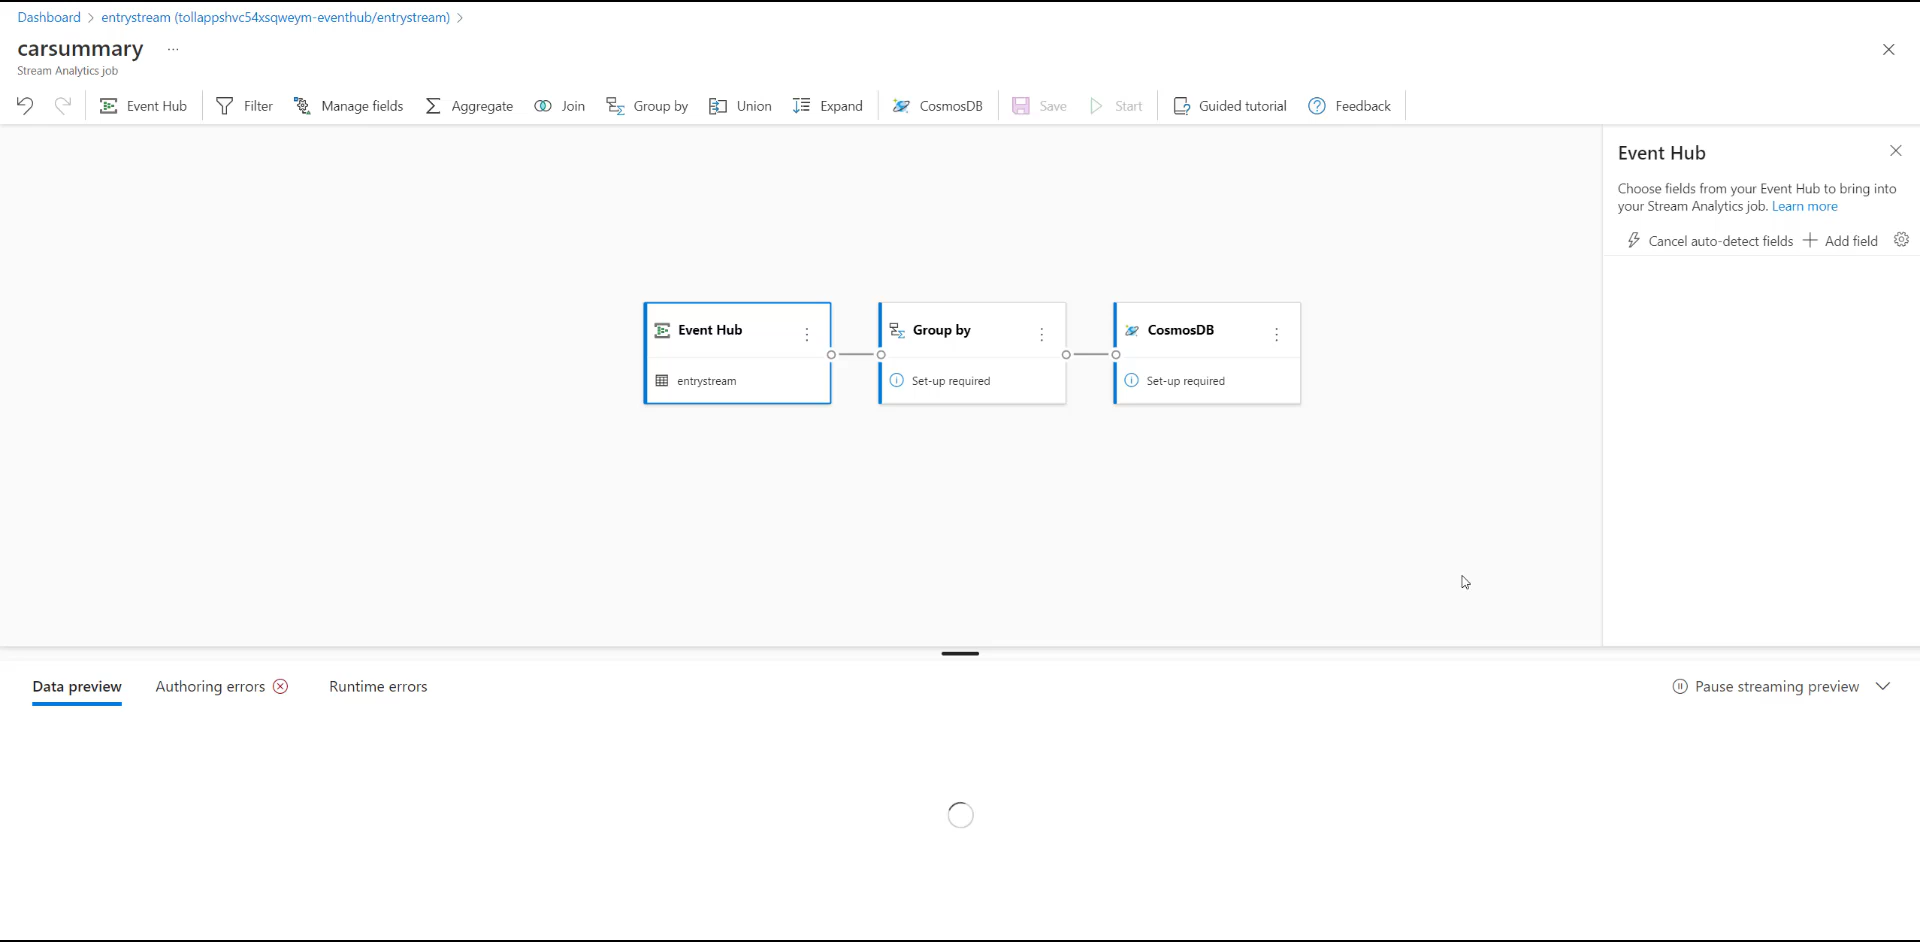 Dashboard > entrystream (tollappshvc54xsqweym-eventhub/entrystream) >
carsummary ...
Stream Analytics job
Event Hub Filter Manage fields Aggregate Join Group by Union Expand CosmosDB Save Start Guided tutorial Feedback
Event Hub
Choose fields from your Event Hub to bring into
your Stream Analytics job. Learn more
Cancel auto-detect fields Add field
Event Hub
entrystream
Group by
Set-up required
CosmosDB
Set-up required
Data preview Authoring errors Runtime errors Pause streaming preview